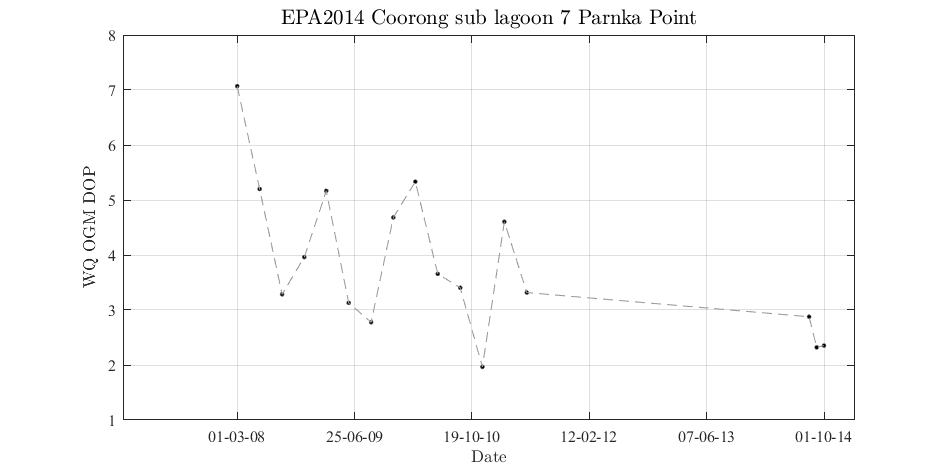 EPA2014 Coorong sub lagoon 7 Parnka Point
8
7
6
5
4
3
2
1
WQ OGM DOP
01-03-08 25-06-09 19-10-10 12-02-12 07-06-13 01-10-14
Date